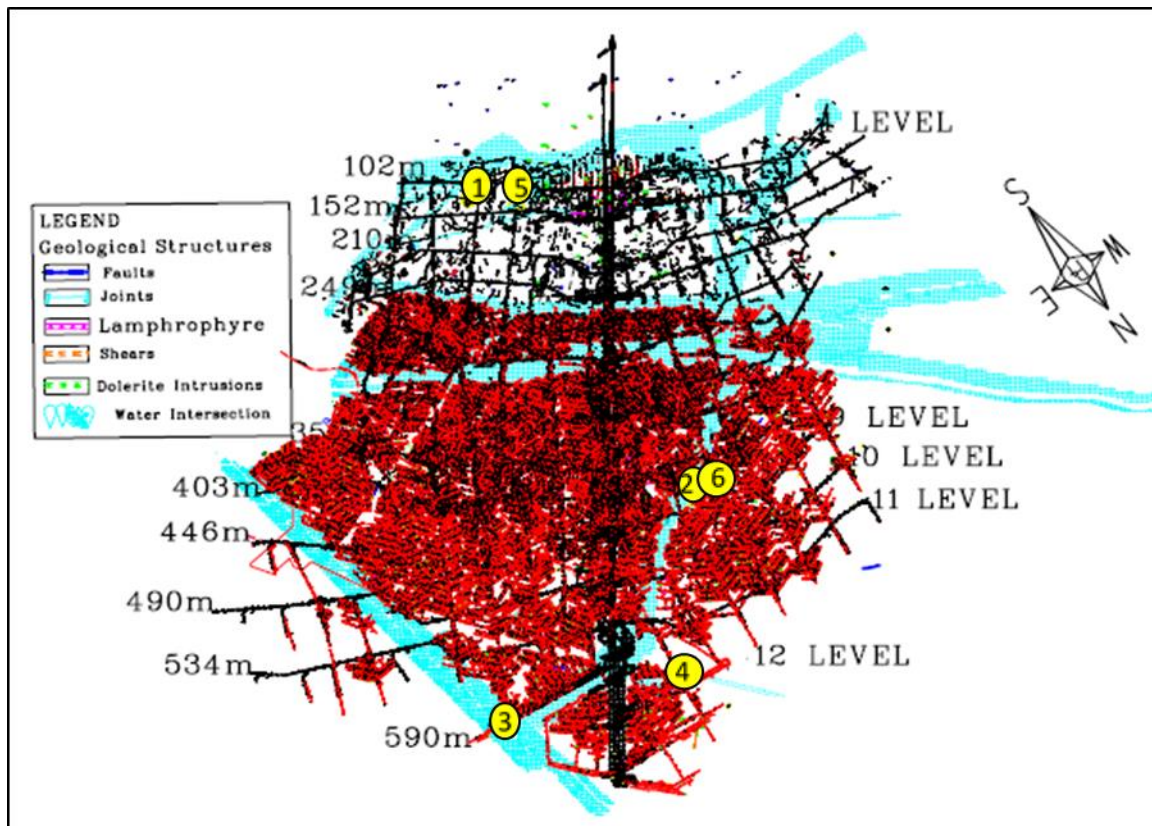 4 LEVEL
102m
1
5
152m
210
249
S
W
E
N
LEGEND
Geological Structures
Faults
Joints
Lamphrophyre
Shears
Dolerite Intrusions
Water Intersection
9 LEVEL
10 LEVEL
403m
2
6
11 LEVEL
446m
490m
534m
12 LEVEL
4
3
590m